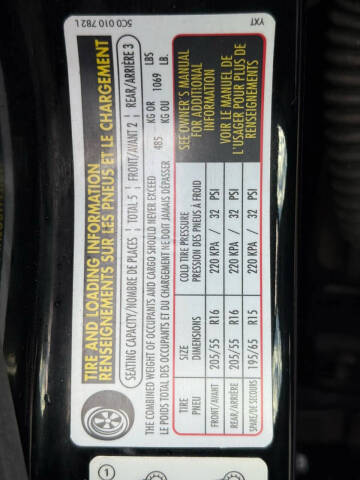 5C0 010 782 L
YXT
TIRE AND LOADING INFORMATION
RENSEIGNEMENTS SUR LES PNEUS ET LE CHARGEMENT
SEATING CAPACITY/NOMBRE DE PLACES | TOTAL 5 | FRONT/AVANT 2 | REAR/ARRIÈRE 3
THE COMBINED WEIGHT OF OCCUPANTS AND CARGO SHOULD NEVER EXCEED 485 KG OR 1069 LBS
LE POIDS TOTAL DES OCCUPANTS ET DU CHARGEMENT NE DOIT JAMAIS DÉPASSER KG OU LB.
TIRE SIZE COLD TIRE PRESSURE
PNEU DIMENSIONS PRESSION DES PNEUS À FROID
FRONT/AVANT 205/55 R16 220 KPA / 32 PSI
REAR/ARRIÈRE 205/55 R16 220 KPA / 32 PSI
SPARE/DE SECOURS 195/65 R15 220 KPA / 32 PSI
SEE OWNER'S MANUAL
FOR ADDITIONAL
INFORMATION
VOIR LE MANUEL DE
L'USAGER POUR PLUS DE
RENSEIGNEMENTS
1